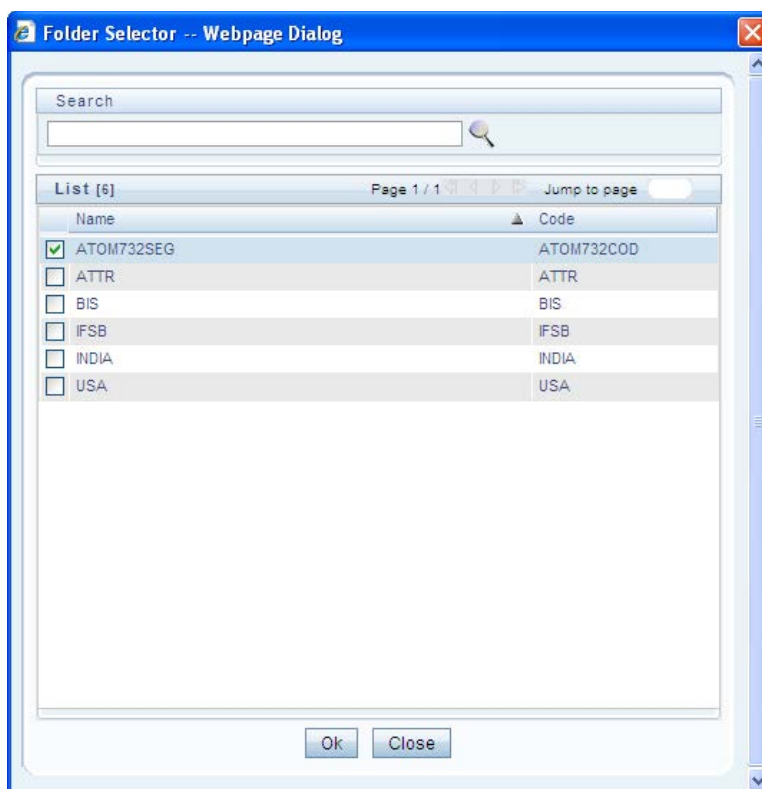 Folder Selector -- Webpage Dialog
Search
List [6] Page 1 / 1 Jump to page
Name Code
ATOM732SEG ATOM732COD
ATTR ATTR
BIS BIS
IFSB IFSB
INDIA INDIA
USA USA
Ok Close